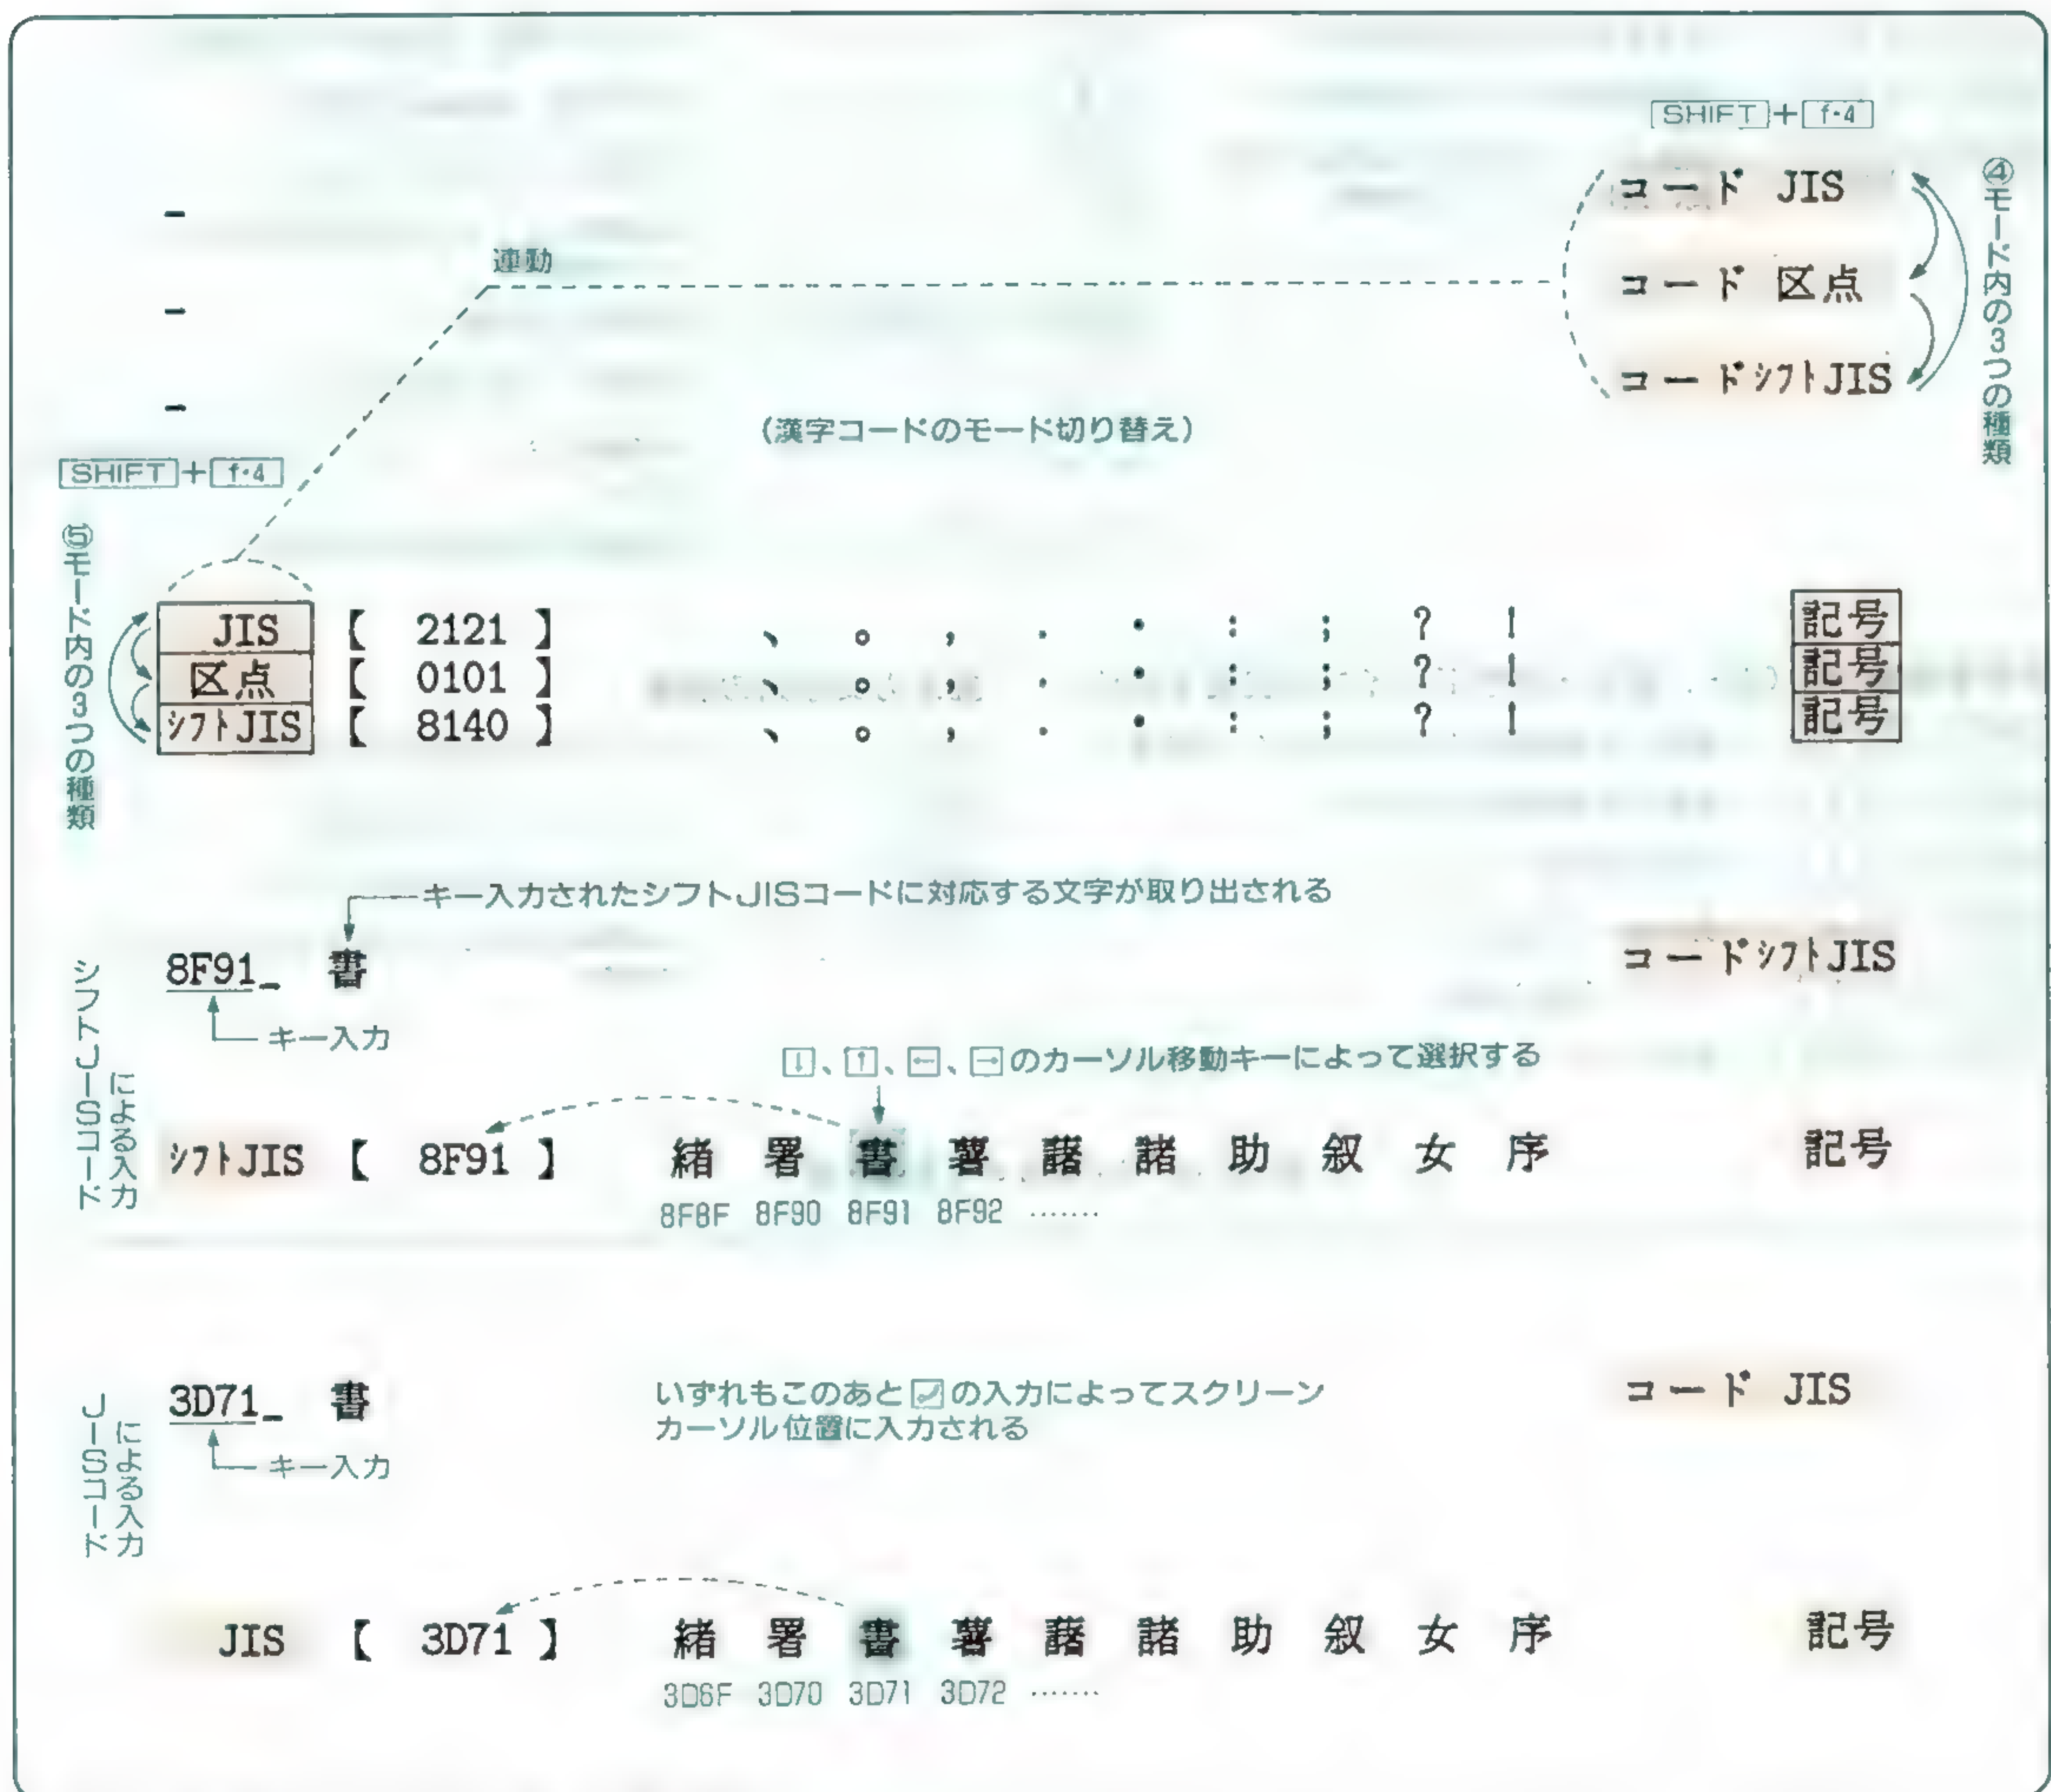 SHIFT + f・4
コード JIS
コード 区点
コードシフトJIS
④モード内の3つの種類
連動
(漢字コードのモード切り替え)
SHIFT + f・4
⑤モード内の3つの種類
JIS 【 2121 】 、 。 , . ・ : ; ? ! 記号
区点 【 0101 】 、 。 , . ・ : ; ? ! 記号
シフトJIS 【 8140 】 、 。 , . ・ : ; ? ! 記号
シフトJISコード
による入力
キー入力されたシフトJISコードに対応する文字が取り出される
8F91_ 書 コードシフトJIS
キー入力
↓、↑、←、→のカーソル移動キーによって選択する
シフトJIS 【 8F91 】 緒 署 書 薯 藷 諸 助 叙 女 序 記号
8F8F 8F90 8F91 8F92 ……
JISコード
による入力
3D71_ 書 コード JIS
キー入力
いずれもこのあと↵の入力によってスクリーン
カーソル位置に入力される
JIS 【 3D71 】 緒 署 書 薯 藷 諸 助 叙 女 序 記号
3D6F 3D70 3D71 3D72 ……